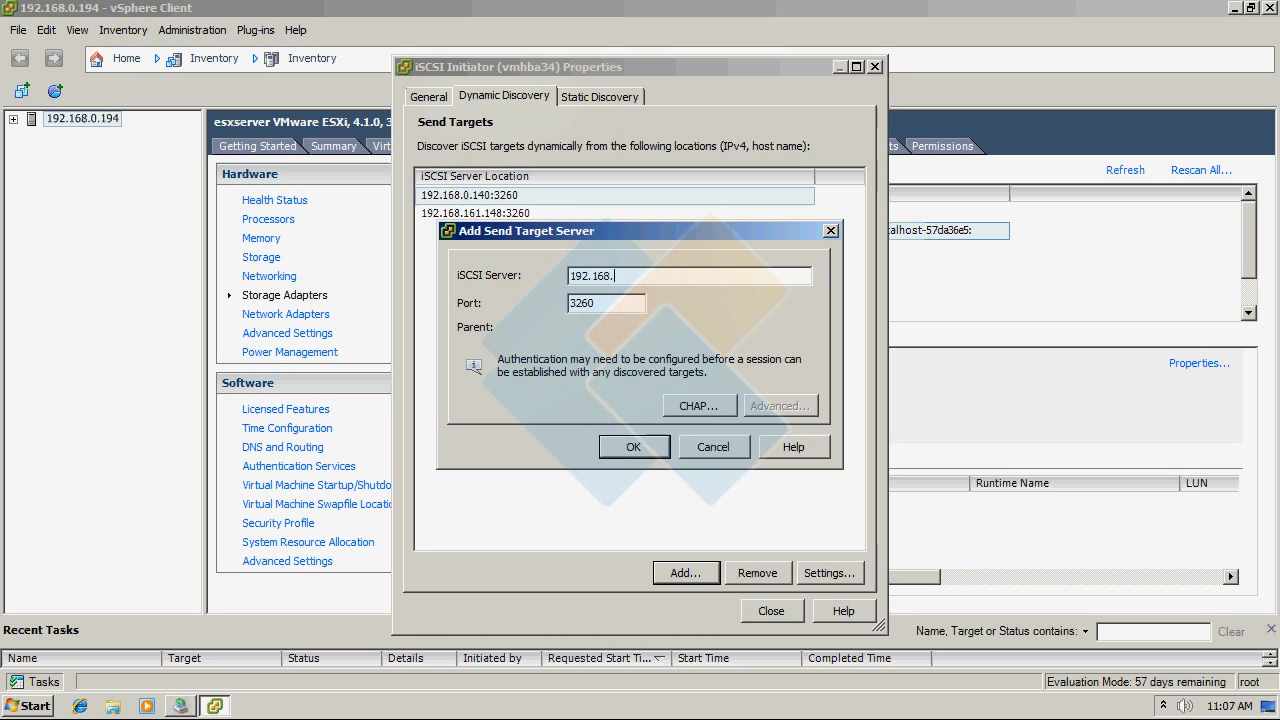 192.168.0.194 - vSphere Client
File Edit View Inventory Administration Plug-ins Help
Home Inventory Inventory
192.168.0.194
esxserver VMware ESXi, 4.1.0, 3
Getting Started Summary Virt ts Permissions
Hardware
Health Status
Processors
Memory
Storage
Networking
Storage Adapters
Network Adapters
Advanced Settings
Power Management
Software
Licensed Features
Time Configuration
DNS and Routing
Authentication Services
Virtual Machine Startup/Shutdo
Virtual Machine Swapfile Locatio
Security Profile
System Resource Allocation
Advanced Settings
Refresh Rescan All...
calhost-57da36e5:
Properties...
Runtime Name LUN
iSCSI Initiator (vmhba34) Properties
General Dynamic Discovery Static Discovery
Send Targets
Discover iSCSI targets dynamically from the following locations (IPv4, host name):
iSCSI Server Location
192.168.0.140:3260
192.168.161.148:3260
Add Send Target Server
iSCSI Server: 192.168.
Port: 3260
Parent:
Authentication may need to be configured before a session can
be established with any discovered targets.
CHAP... Advanced...
OK Cancel Help
Add... Remove Settings...
Close Help
Recent Tasks
Name, Target or Status contains: Clear
Name Target Status Details Initiated by Requested Start Ti... Start Time Completed Time
Tasks Evaluation Mode: 57 days remaining root
Start 11:07 AM